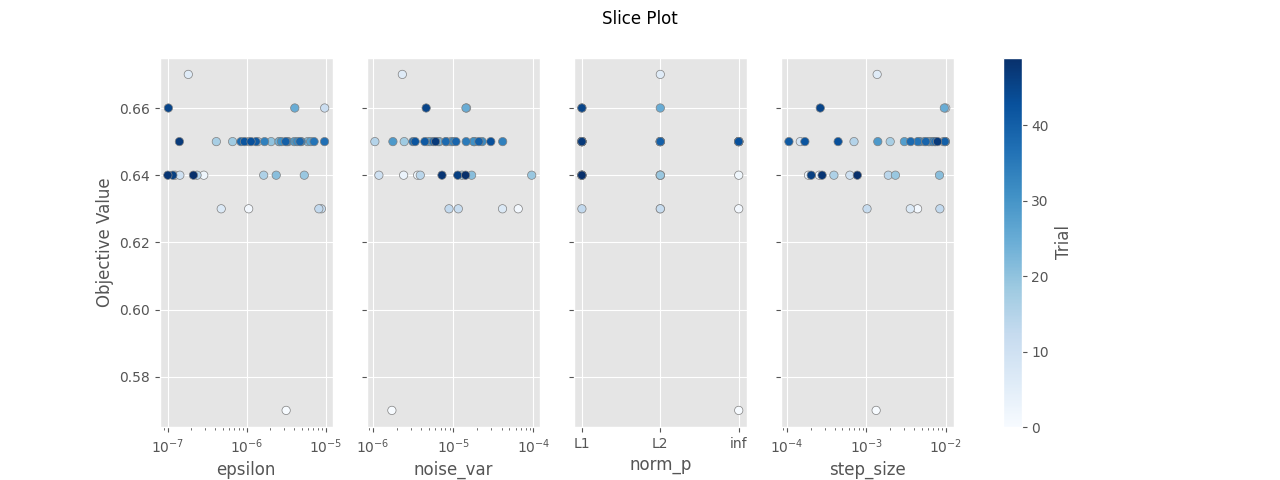 Slice Plot
Objective Value
0.66
0.64
0.62
0.60
0.58
10⁻⁷ 10⁻⁶ 10⁻⁵
epsilon
10⁻⁶ 10⁻⁵ 10⁻⁴
noise_var
L1 L2 inf
norm_p
10⁻⁴ 10⁻³ 10⁻²
step_size
40
30
20
10
0
Trial